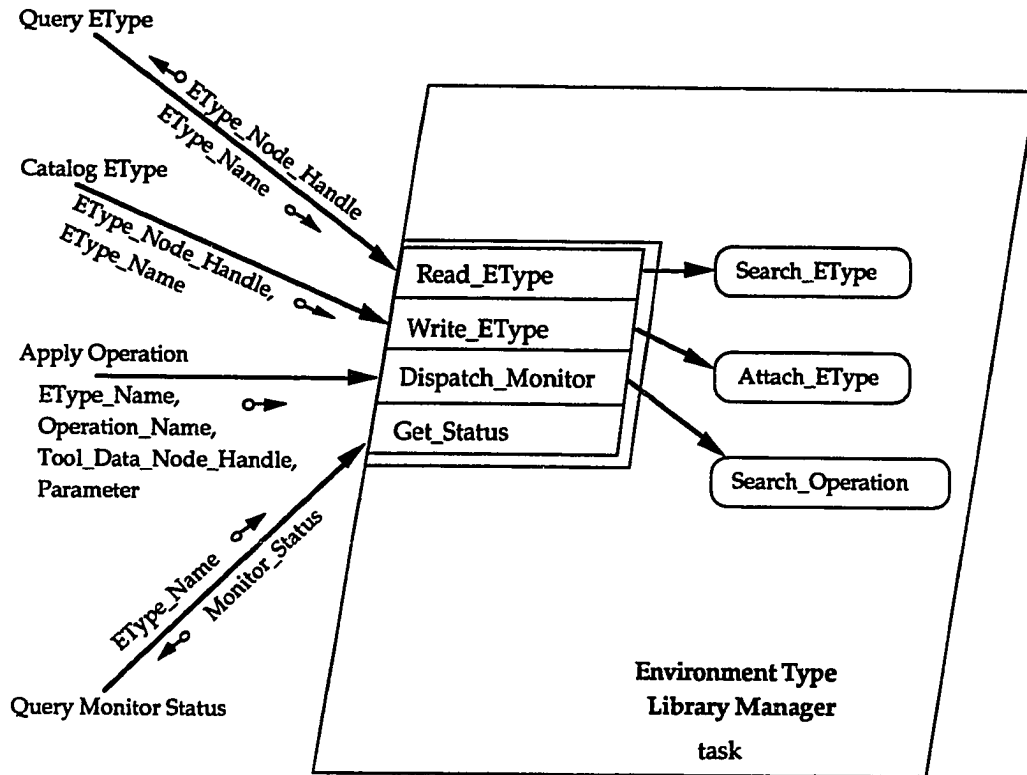 Query EType
EType_Node_Handle
EType_Name
Catalog EType
EType_Node_Handle,
EType_Name
Read_EType
Search_EType
Write_EType
Apply Operation
Dispatch_Monitor
Attach_EType
EType_Name,
Operation_Name,
Tool_Data_Node_Handle,
Parameter
Get_Status
Search_Operation
EType_Name
Monitor_Status
Query Monitor Status
Environment Type
Library Manager
task